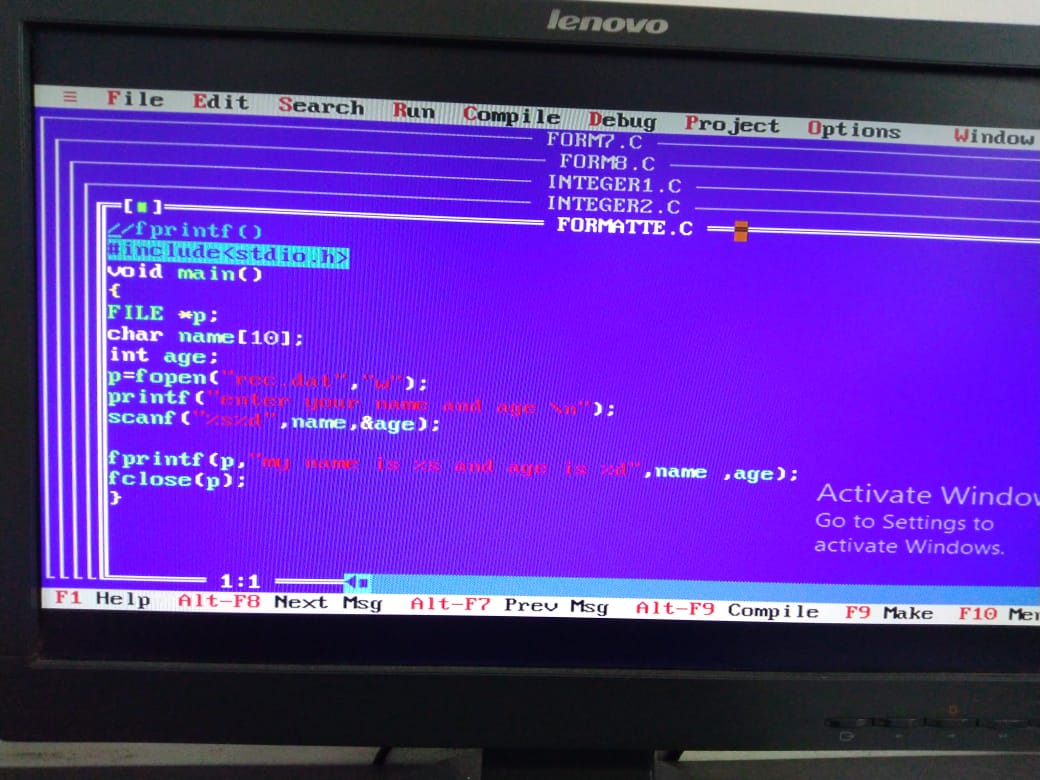 lenovo
≡ File Edit Search Run Compile Debug Project Options Window
FORM7.C
FORM8.C
INTEGER1.C
INTEGER2.C
FORMATTE.C
//fprintf()
#include<stdio.h>
void main()
{
FILE *p;
char name[10];
int age;
p=fopen("rec.dat","w");
printf("enter your name and age \n");
scanf("%s%d",name,&age);
fprintf(p,"my name is %s and age is %d",name ,age);
fclose(p);
}
Activate Window
Go to Settings to
activate Windows.
1:1
F1 Help Alt-F8 Next Msg Alt-F7 Prev Msg Alt-F9 Compile F9 Make F10 Men